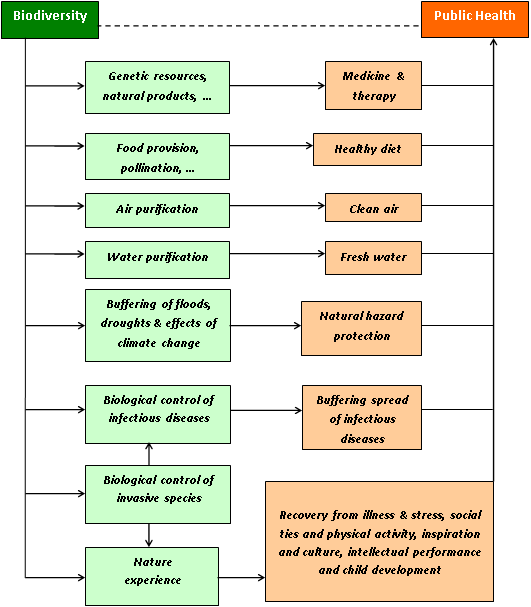 Biodiversity
Public Health
Genetic resources,
natural products, ...
Medicine &
therapy
Food provision,
pollination, ...
Healthy diet
Air purification
Clean air
Water purification
Fresh water
Buffering of floods,
droughts & effects of
climate change
Natural hazard
protection
Biological control of
infectious diseases
Buffering spread
of infectious
diseases
Biological control of
invasive species
Recovery from illness & stress, social
ties and physical activity, inspiration
and culture, intellectual performance
and child development
Nature
experience